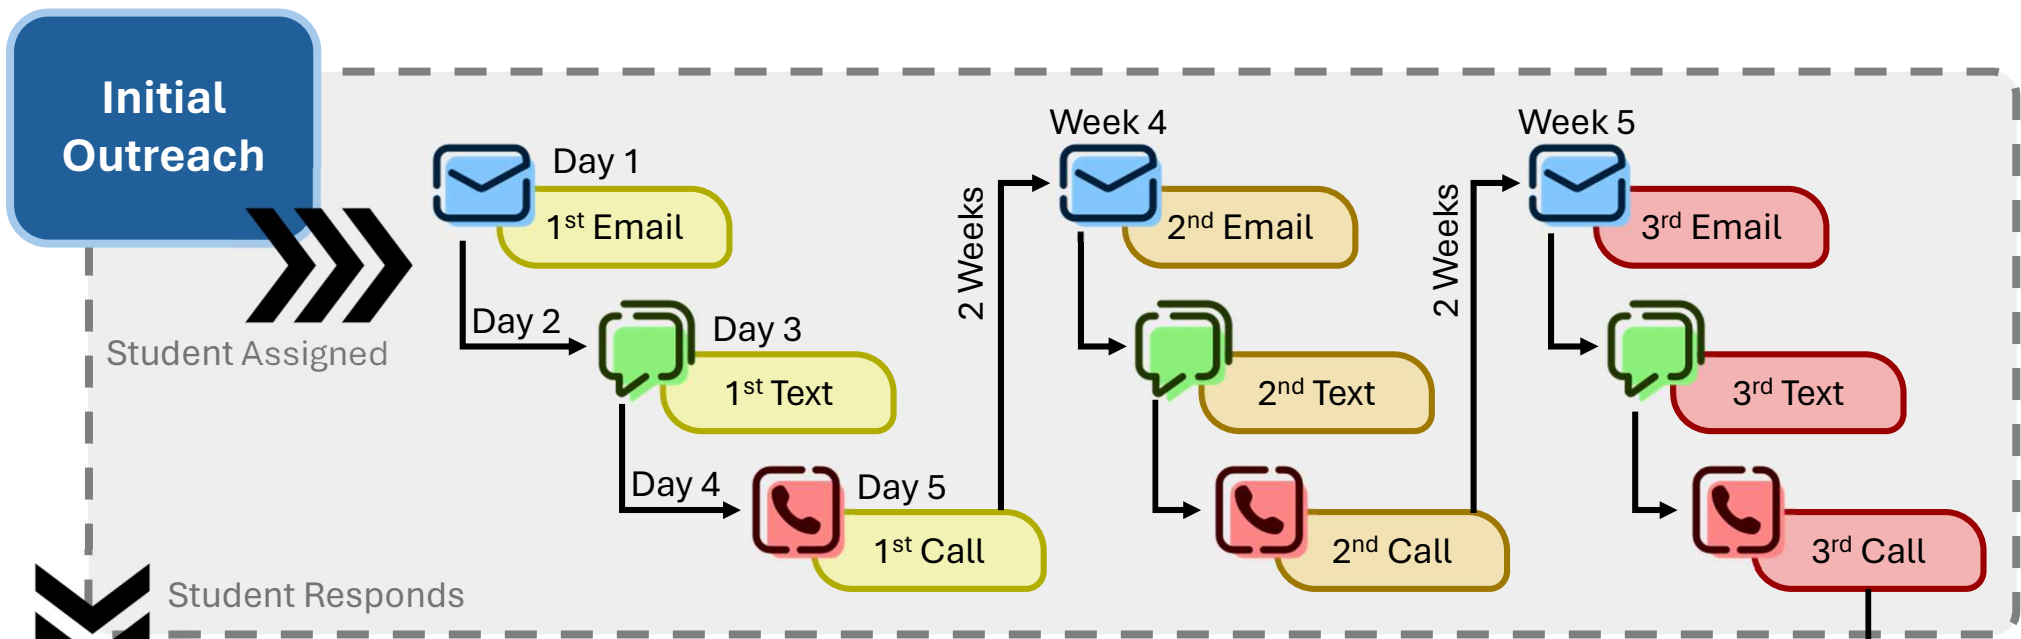 Initial
Outreach
Student Assigned
Day 1
1st Email
Day 2
Day 3
1st Text
Day 4
Day 5
1st Call
2 Weeks
Week 4
2nd Email
2nd Text
2nd Call
2 Weeks
Week 5
3rd Email
3rd Text
3rd Call
Student Responds